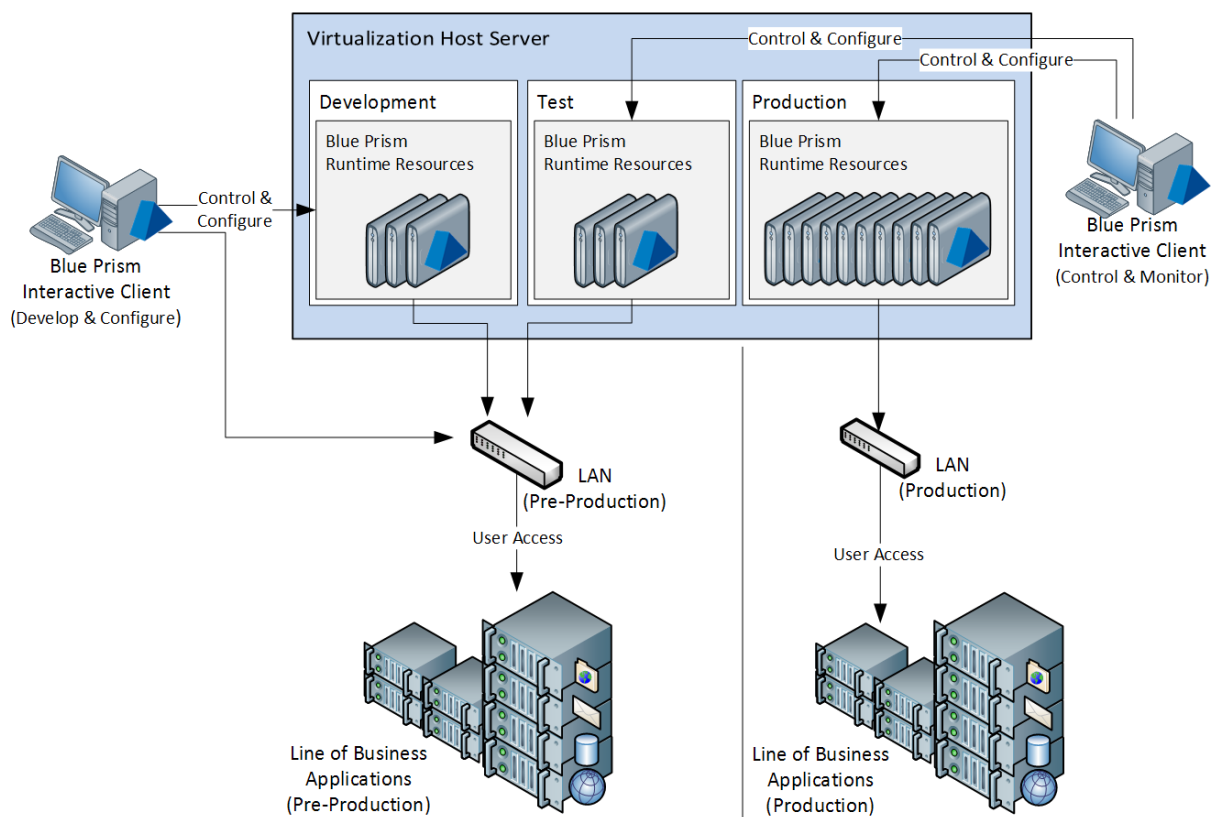 Virtualization Host Server
Control & Configure
Control & Configure
Development
Test
Production
Blue Prism
Runtime Resources
Blue Prism
Runtime Resources
Blue Prism
Runtime Resources
Control &
Configure
Blue Prism
Interactive Client
(Develop & Configure)
Blue Prism
Interactive Client
(Control & Monitor)
LAN
(Pre-Production)
LAN
(Production)
User Access
User Access
Line of Business
Applications
(Pre-Production)
Line of Business
Applications
(Production)